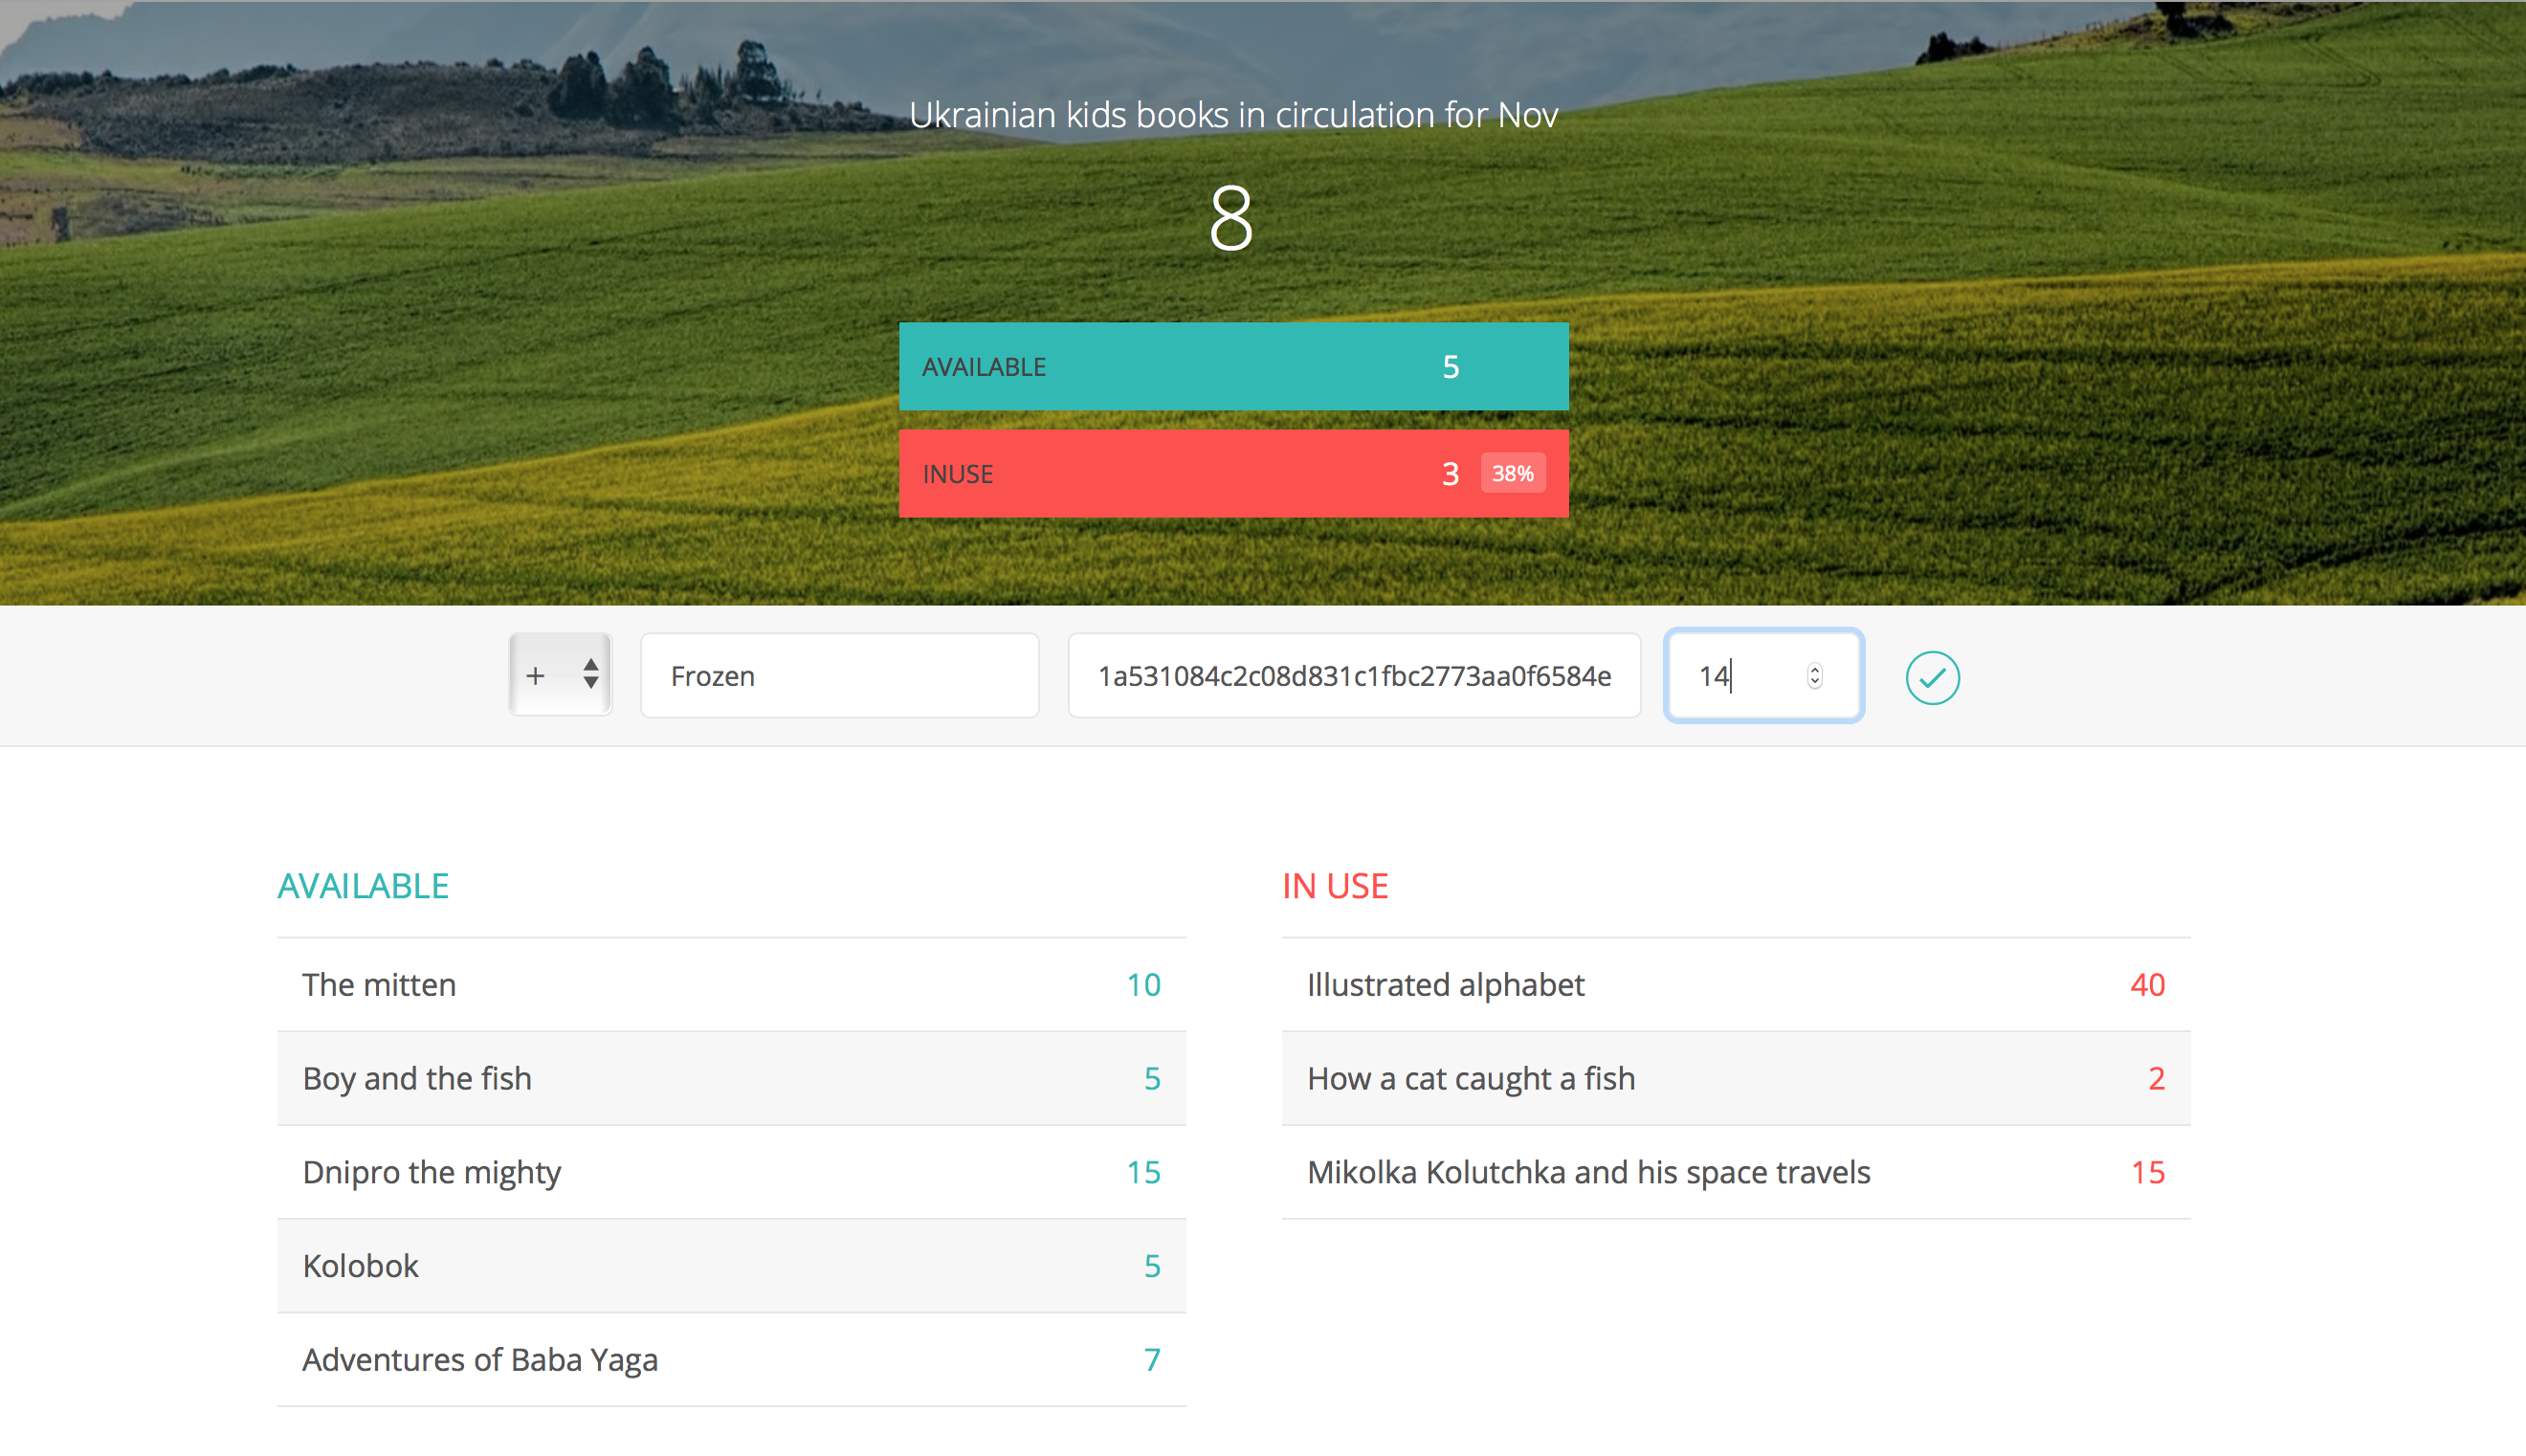 Ukrainian kids books in circulation for Nov
8
AVAILABLE 5
INUSE 3 38%
+ Frozen 1a531084c2c08d831c1fbc2773aa0f6584e 14
AVAILABLE
The mitten 10
Boy and the fish 5
Dnipro the mighty 15
Kolobok 5
Adventures of Baba Yaga 7
IN USE
Illustrated alphabet 40
How a cat caught a fish 2
Mikolka Kolutchka and his space travels 15